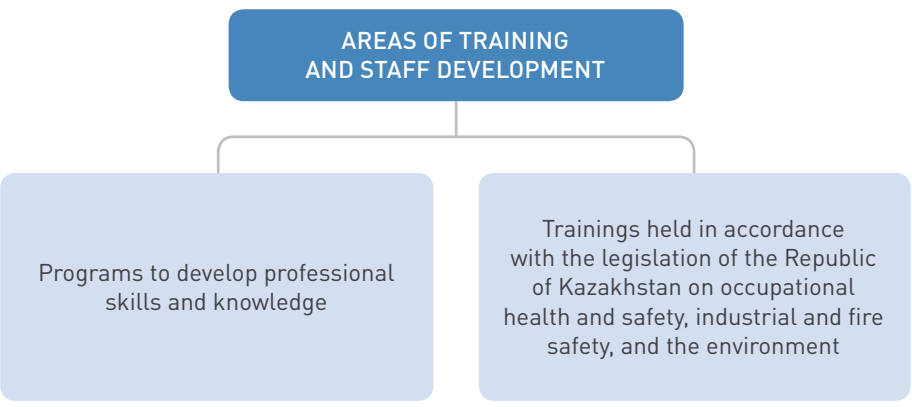 AREAS OF TRAINING
AND STAFF DEVELOPMENT
Programs to develop professional
skills and knowledge
Trainings held in accordance
with the legislation of the Republic
of Kazakhstan on occupational
health and safety, industrial and fire
safety, and the environment